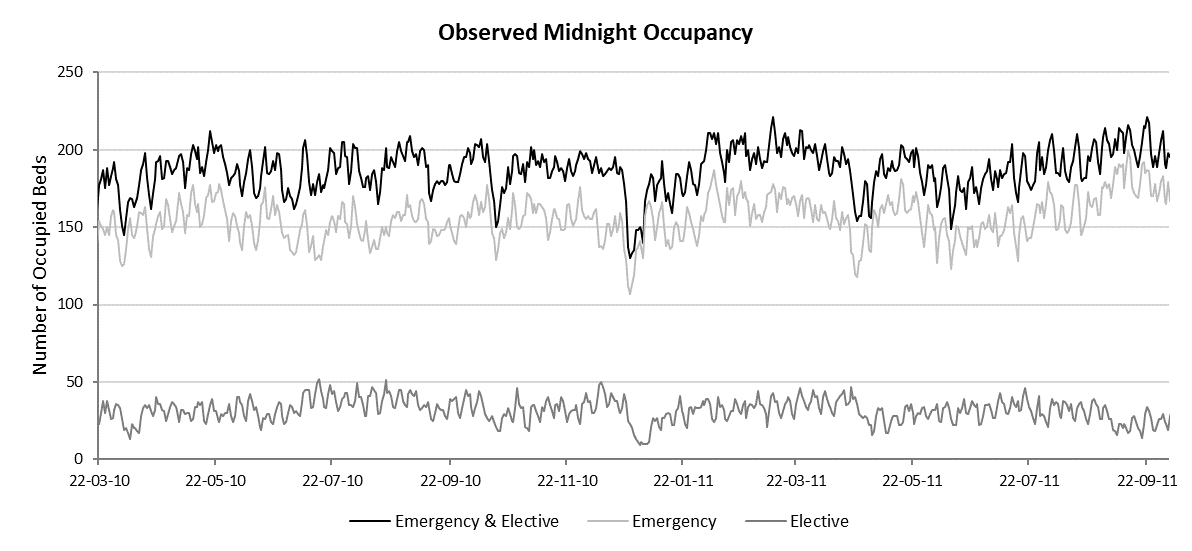 Observed Midnight Occupancy
Number of Occupied Beds
250
200
150
100
50
0
22-03-10 22-05-10 22-07-10 22-09-10 22-11-10 22-01-11 22-03-11 22-05-11 22-07-11 22-09-11
Emergency & Elective Emergency Elective